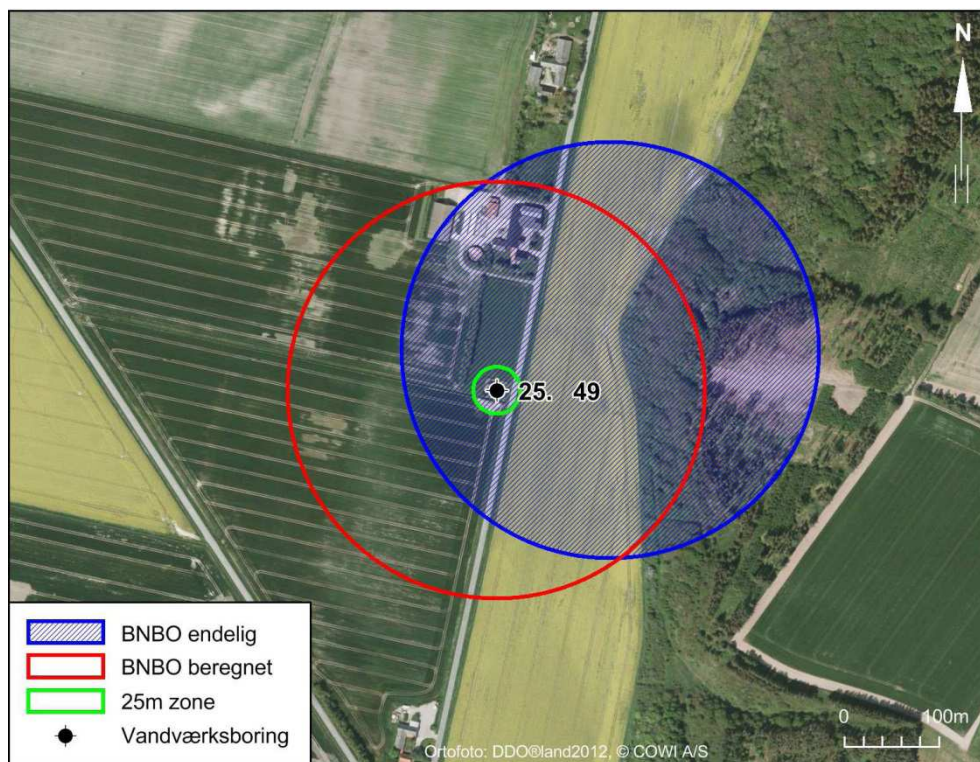 N
25. 49
BNBO endelig
BNBO beregnet
25m zone
Vandværksboring
0 100m
Ortofoto: DDO®land2012, © COWI A/S